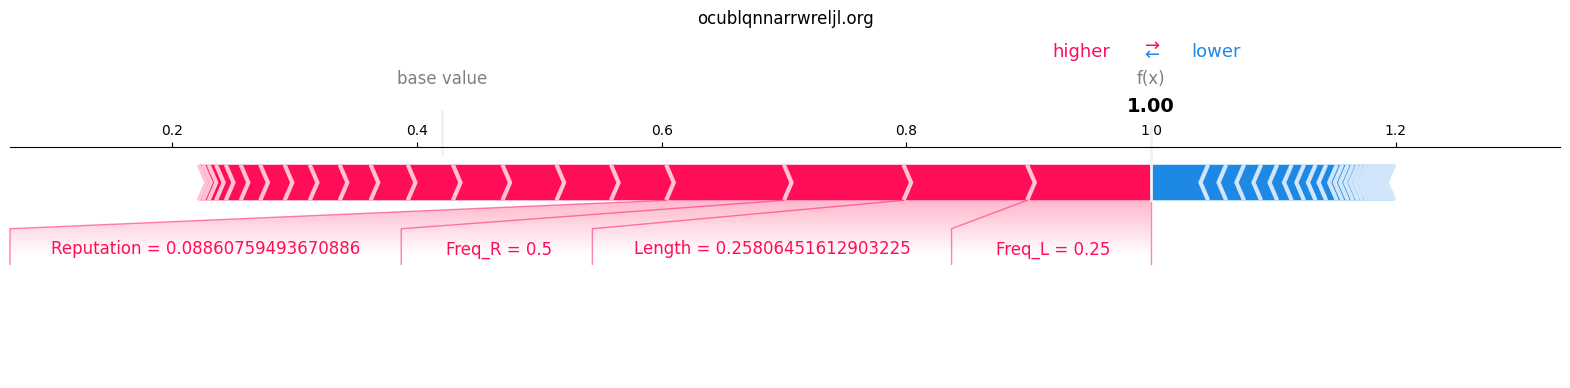 ocublqnnarrwreljl.org
higher → lower
←
base value f(x)
1.00
0.2 0.4 0.6 0.8 1 0 1.2
Reputation = 0.08860759493670886 Freq_R = 0.5 Length = 0.25806451612903225 Freq_L = 0.25